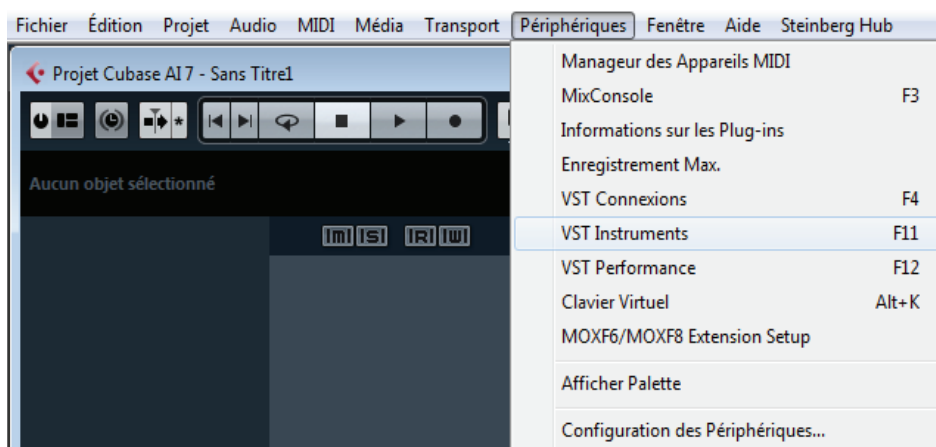 Fichier Édition Projet Audio MIDI Média Transport Périphériques Fenêtre Aide Steinberg Hub
Projet Cubase AI 7 - Sans Titre1
Aucun objet sélectionné
M S R W
Manageur des Appareils MIDI
MixConsole F3
Informations sur les Plug-ins
Enregistrement Max.
VST Connexions F4
VST Instruments F11
VST Performance F12
Clavier Virtuel Alt+K
MOXF6/MOXF8 Extension Setup
Afficher Palette
Configuration des Périphériques...